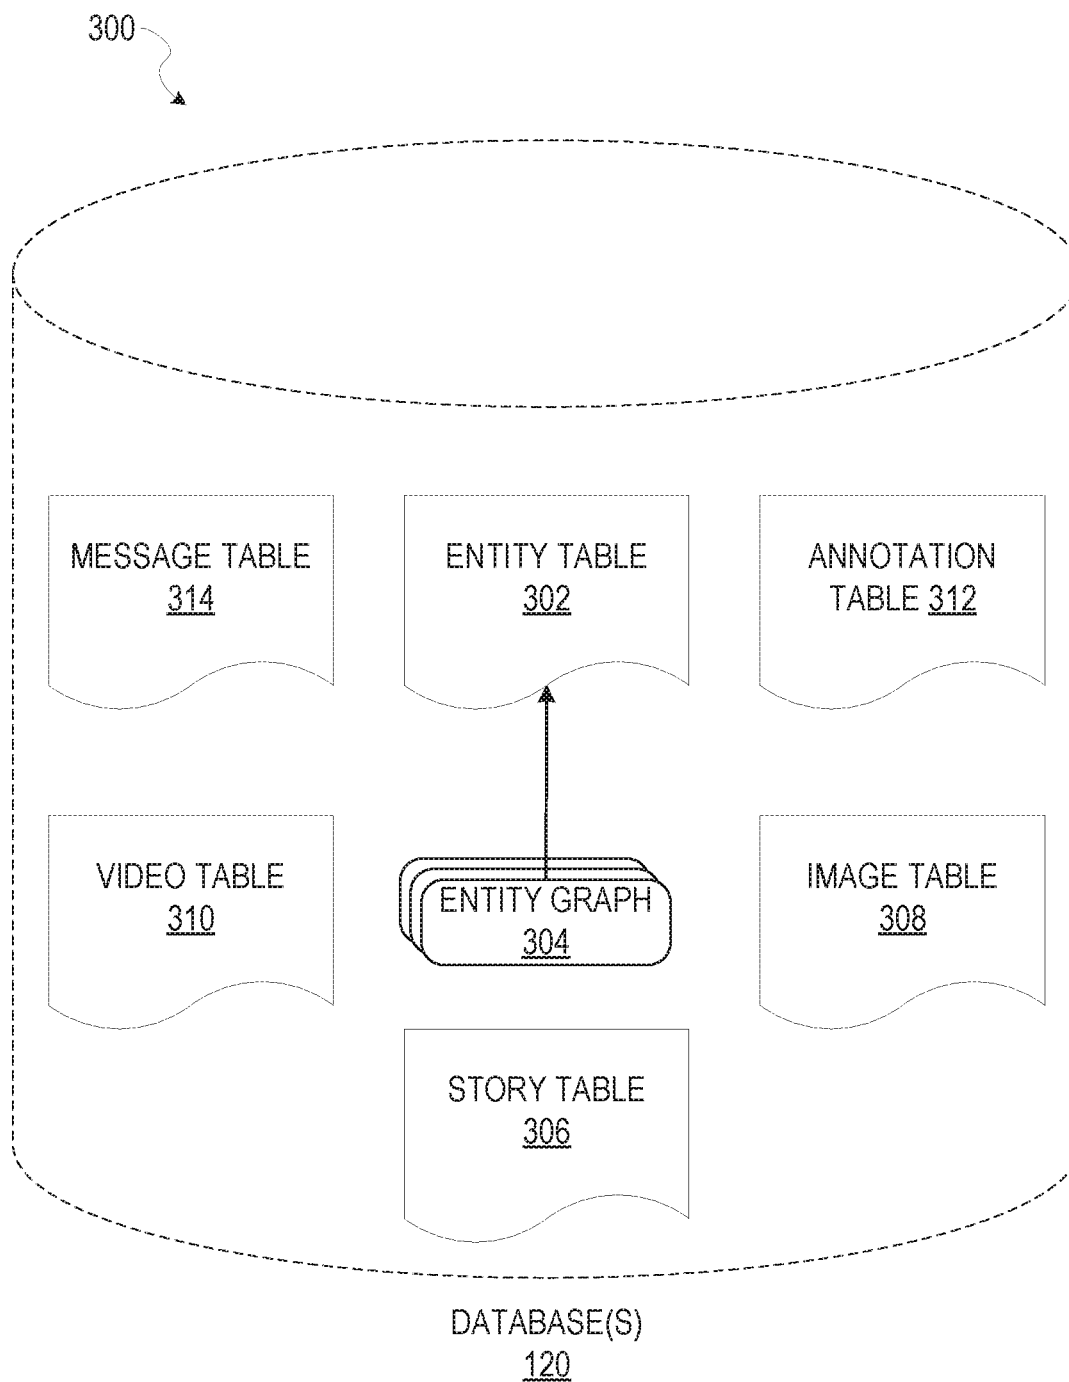 300
MESSAGE TABLE
314
ENTITY TABLE
302
ANNOTATION
TABLE 312
VIDEO TABLE
310
ENTITY GRAPH
304
IMAGE TABLE
308
STORY TABLE
306
DATABASE(S)
120